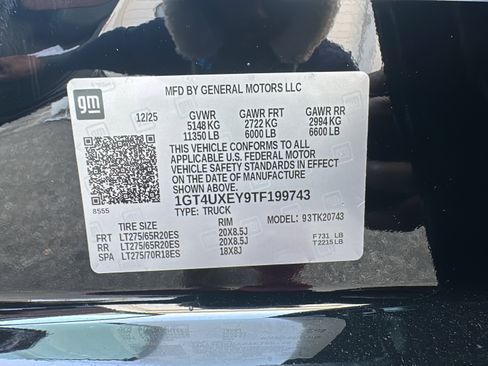 MFD BY GENERAL MOTORS LLC
gm
12/25 GVWR GAWR FRT GAWR RR
5148 KG 2722 KG 2994 KG
11350 LB 6000 LB 6600 LB
THIS VEHICLE CONFORMS TO ALL
APPLICABLE U.S. FEDERAL MOTOR
VEHICLE SAFETY STANDARDS IN EFFECT
ON THE DATE OF MANUFACTURE
SHOWN ABOVE.
1GT4UXEY9TF199743
8555 TYPE: TRUCK
TIRE SIZE RIM SIZE MODEL: 93TK20743
FRT LT275/65R20ES 20X8.5J F731 LB
RR LT275/65R20ES 20X8.5J T2215 LB
SPA LT275/70R18ES 18X8J